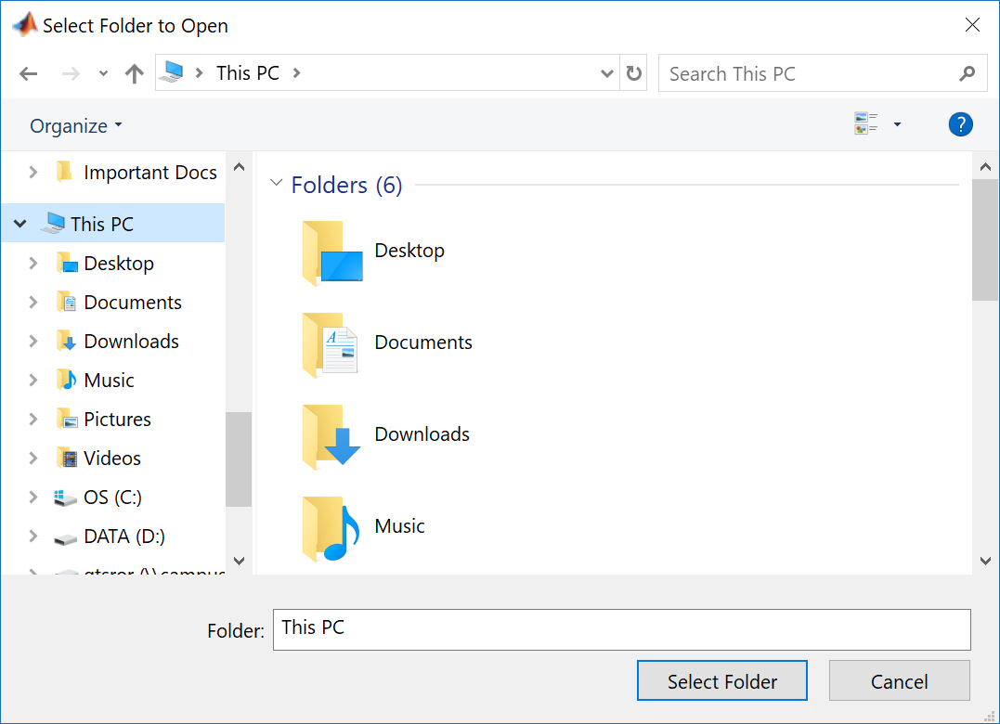 Select Folder to Open
This PC
Search This PC
Organize
?
Important Docs
This PC
Desktop
Documents
Downloads
Music
Pictures
Videos
OS (C:)
DATA (D:)
Folders (6)
Desktop
Documents
A
Downloads
Music
Folder: This PC
Select Folder Cancel